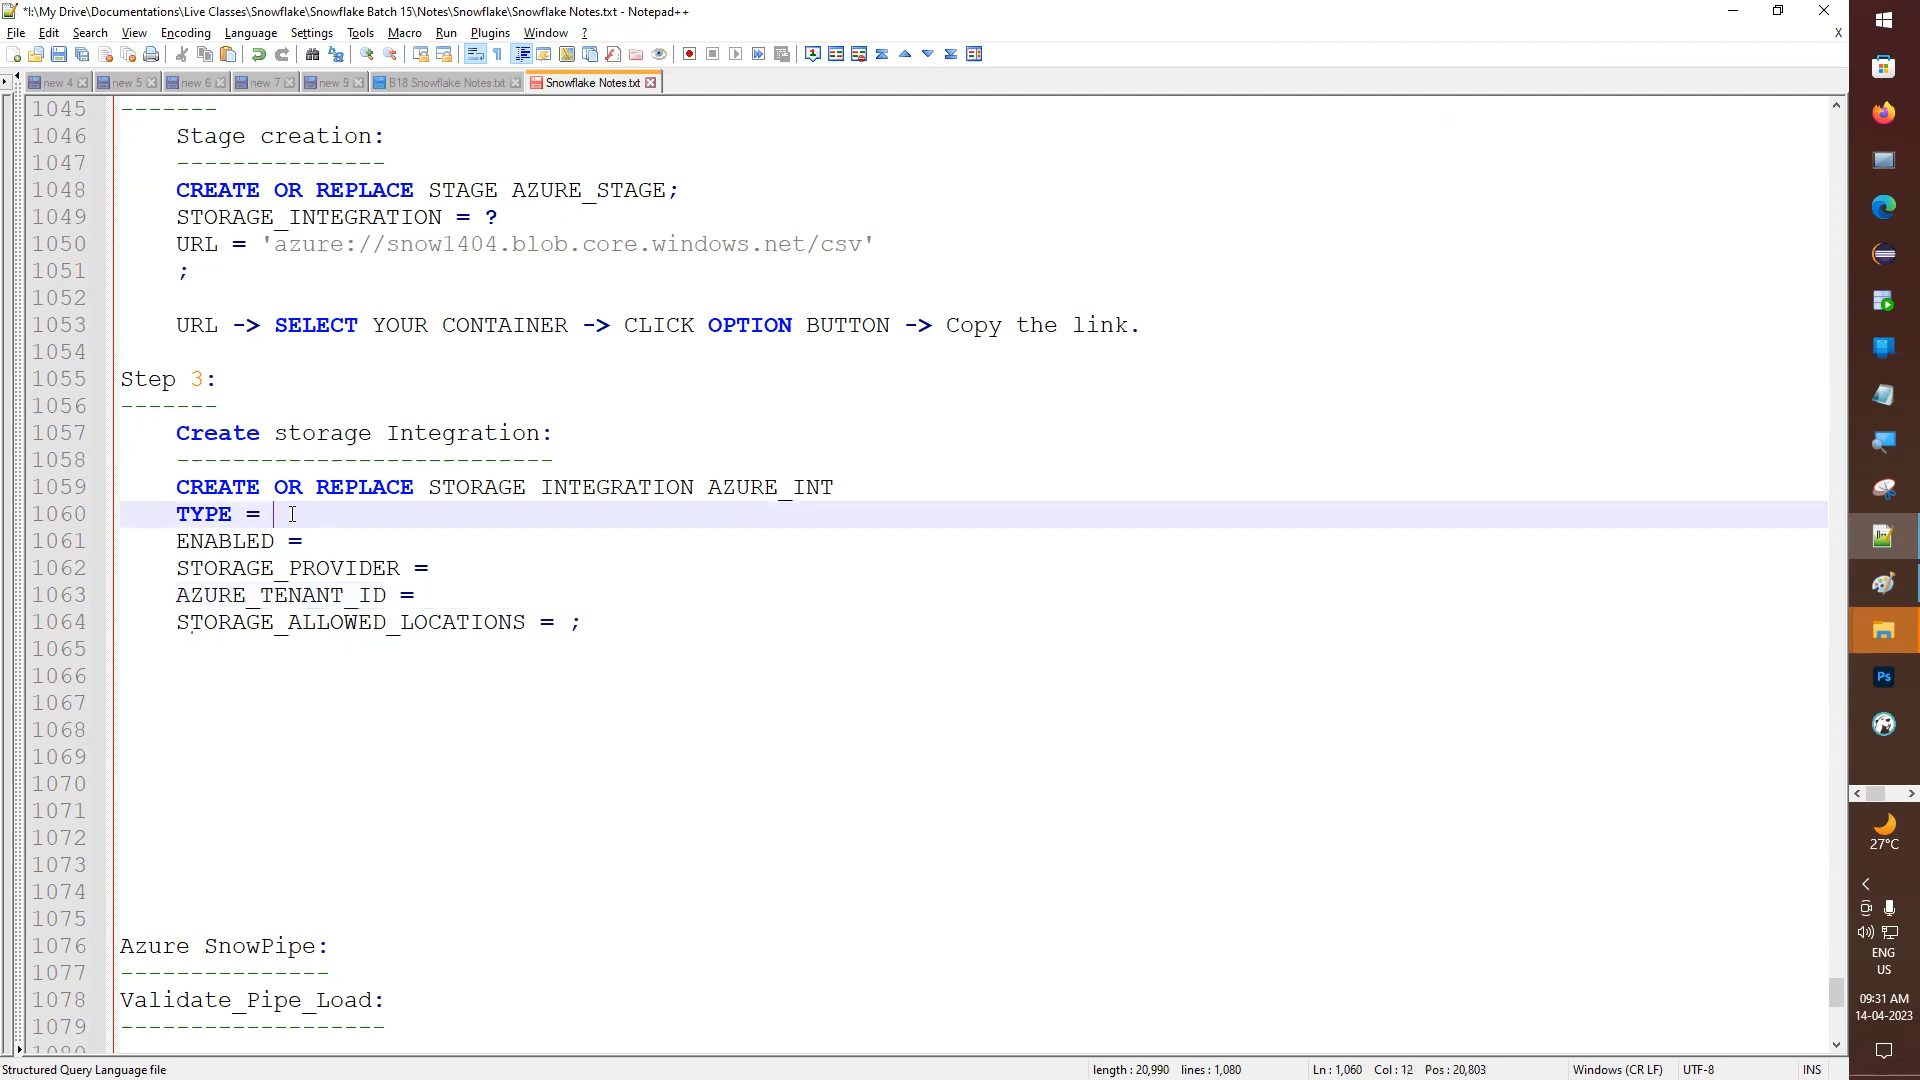 *I:\My Drive\Documentations\Live Classes\Snowflake\Snowflake Batch 15\Notes\Snowflake\Snowflake Notes.txt - Notepad++
File Edit Search View Encoding Language Settings Tools Macro Run Plugins Window ? X
new 4 new 5 new 6 new 7 new 9 B18 Snowflake Notes.txt Snowflake Notes.txt
1045 -------
1046 Stage creation:
1047 ---------------
1048 CREATE OR REPLACE STAGE AZURE_STAGE;
1049 STORAGE_INTEGRATION = ?
1050 URL = 'azure://snow1404.blob.core.windows.net/csv'
1051 ;
1052
1053 URL -> SELECT YOUR CONTAINER -> CLICK OPTION BUTTON -> Copy the link.
1054
1055 Step 3:
1056 -------
1057 Create storage Integration:
1058 ---------------------------
1059 CREATE OR REPLACE STORAGE INTEGRATION AZURE_INT
1060 TYPE =
1061 ENABLED =
1062 STORAGE_PROVIDER =
1063 AZURE_TENANT_ID =
1064 STORAGE_ALLOWED_LOCATIONS = ;
1065
1066
1067
1068
1069
1070
1071
1072
1073
1074
1075
1076 Azure SnowPipe:
1077 ---------------
1078 Validate_Pipe_Load:
1079 -------------------
1080
Structured Query Language file length : 20,990 lines : 1,080 Ln : 1,060 Col : 12 Pos : 20,803 Windows (CR LF) UTF-8 INS
Ps
27°C
ENG
US
09:31 AM
14-04-2023